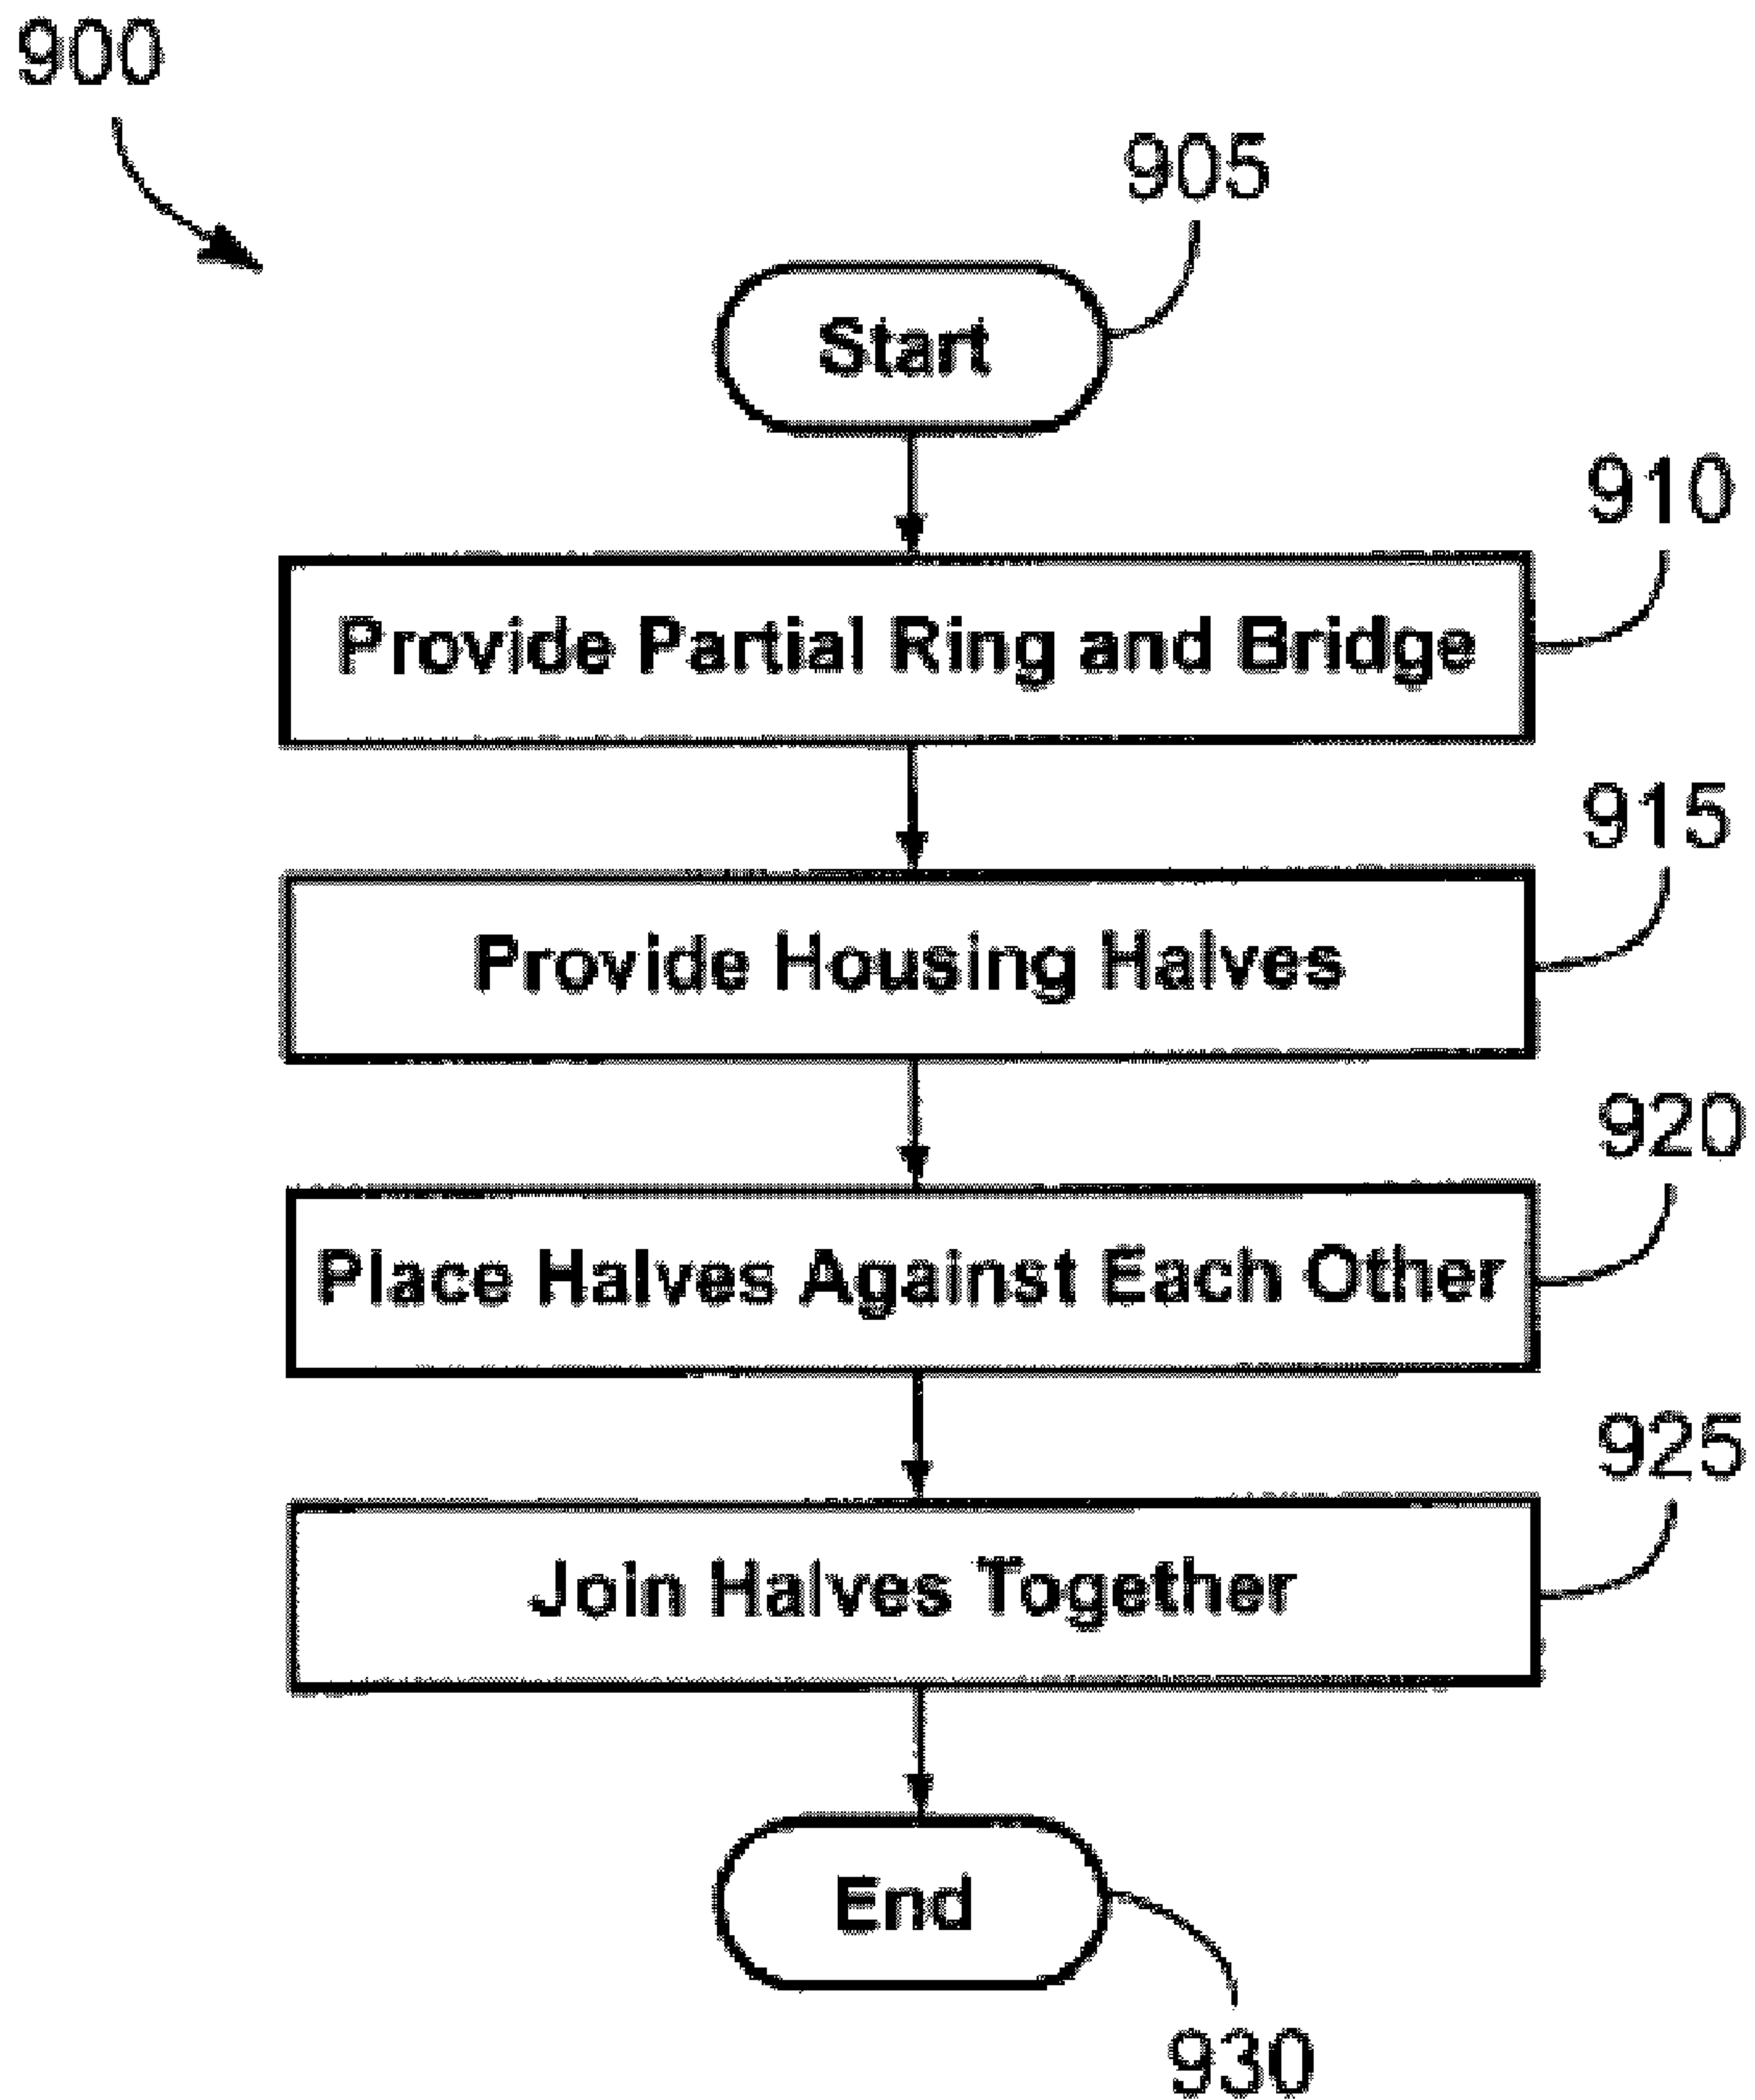 900
905
Start
910
Provide Partial Ring and Bridge
915
Provide Housing Halves
920
Place Halves Against Each Other
925
Join Halves Together
End
930